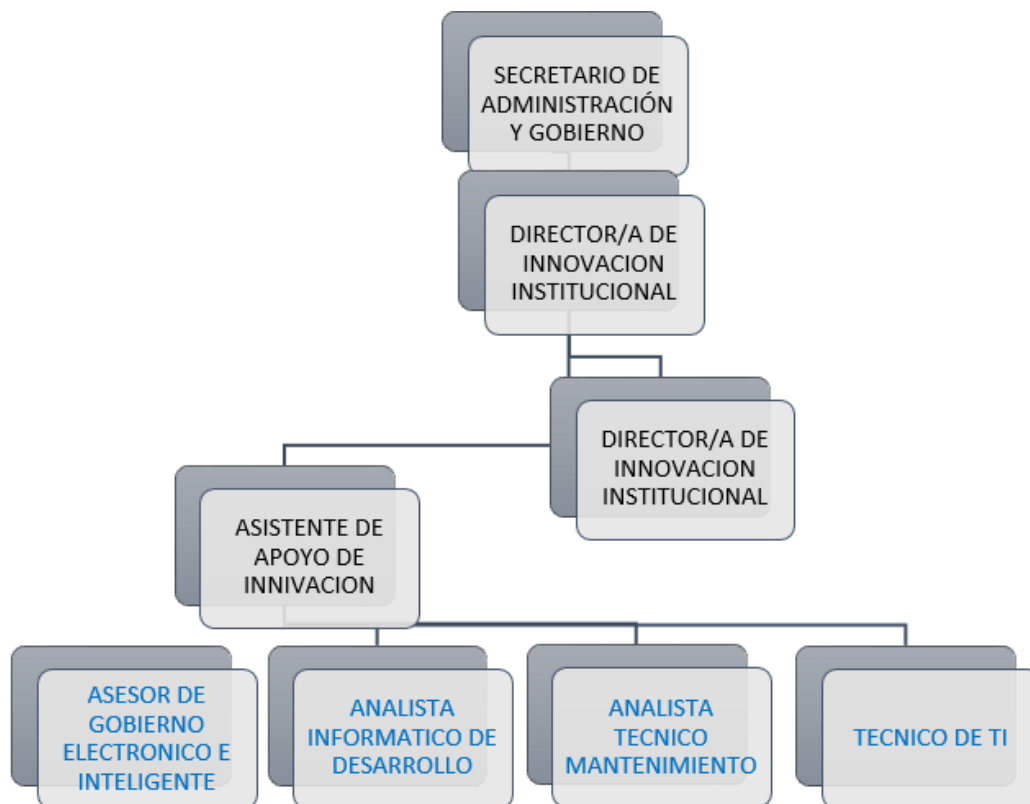 SECRETARIO DE
ADMINISTRACIÓN
Y GOBIERNO
DIRECTOR/A DE
INNOVACION
INSTITUCIONAL
DIRECTOR/A DE
INNOVACION
INSTITUCIONAL
ASISTENTE DE
APOYO DE
INNIVACION
ASESOR DE
GOBIERNO
ELECTRONICO E
INTELIGENTE
ANALISTA
INFORMATICO DE
DESARROLLO
ANALISTA
TECNICO
MANTENIMIENTO
TECNICO DE TI